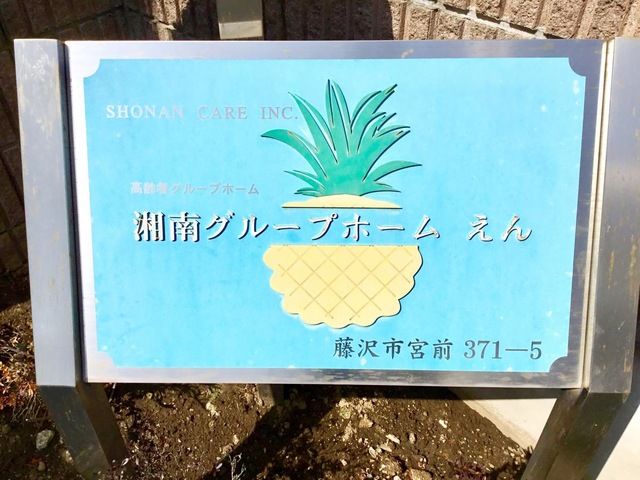 SHONAN CARE INC.
高齢者グループホーム
湘南グループホーム えん
藤沢市宮前 371―5